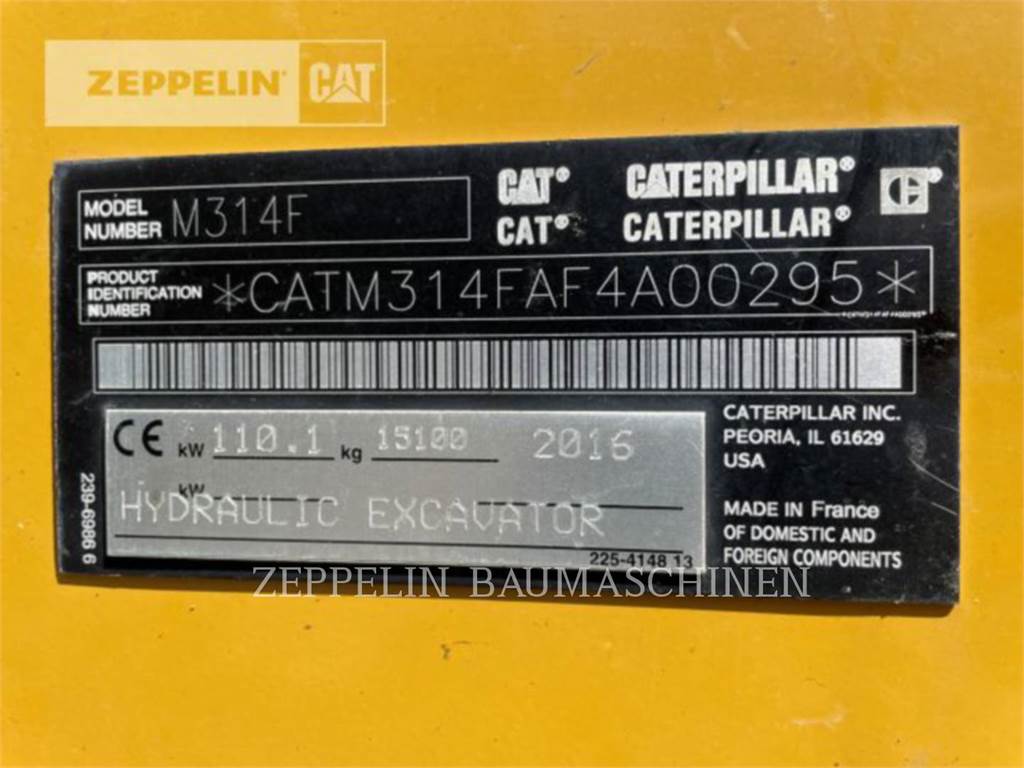 ZEPPELIN CAT
CAT® CATERPILLAR®
MODEL NUMBER M314F
CAT® CATERPILLAR®
PRODUCT IDENTIFICATION NUMBER *CATM314FAF4A00295*
CE kW 110.1 kg 15100 2016
kW
HYDRAULIC EXCAVATOR
225-4148 13
239-6986 6
CATERPILLAR INC.
PEORIA, IL 61629
USA
MADE IN France
OF DOMESTIC AND
FOREIGN COMPONENTS
ZEPPELIN BAUMASCHINEN